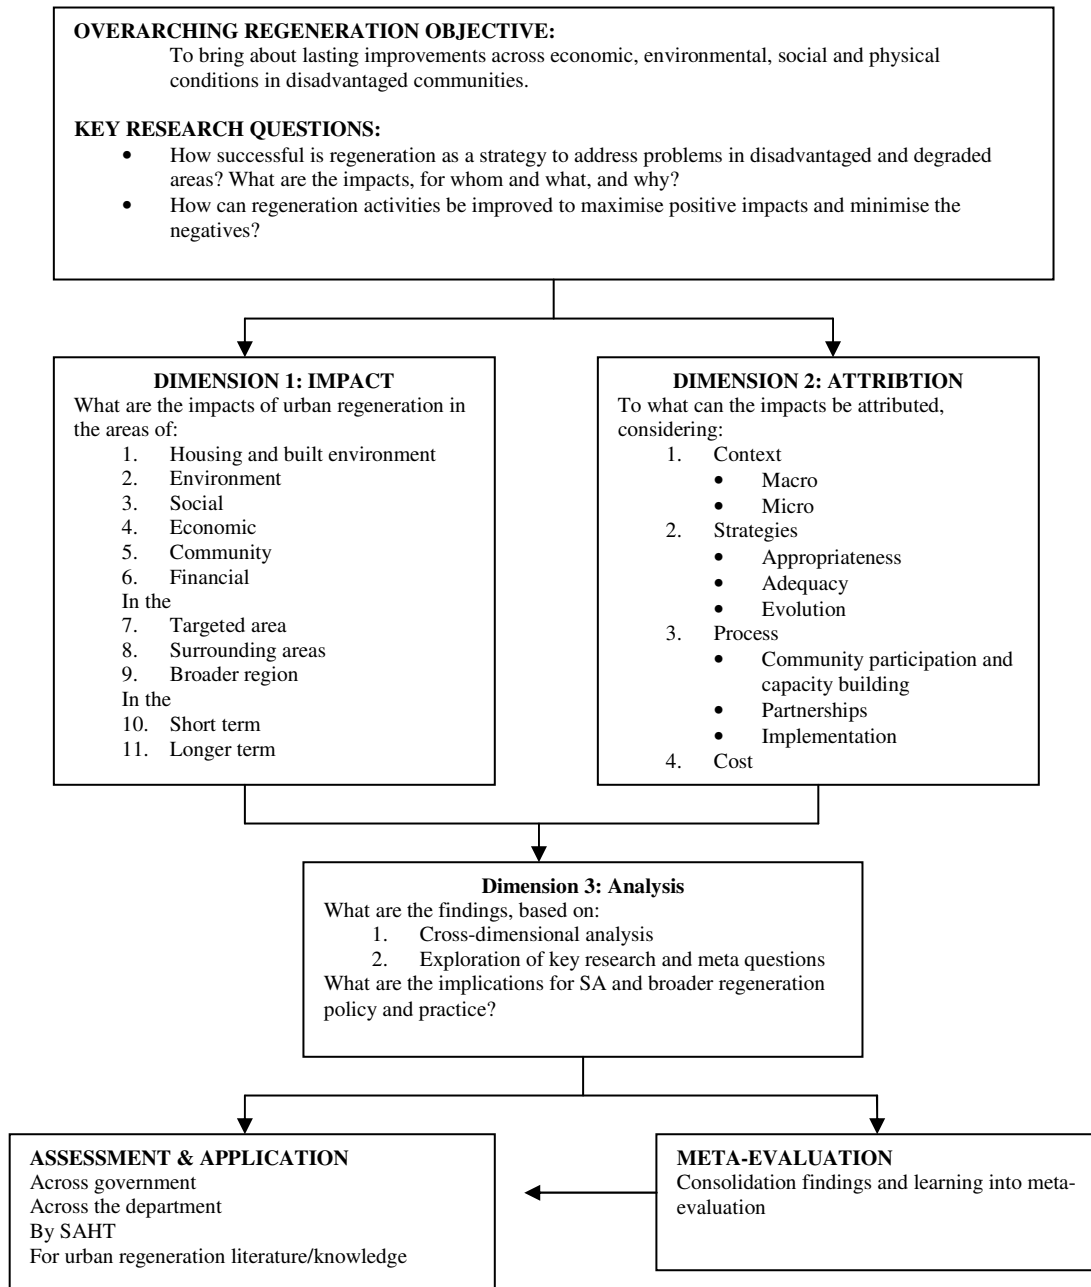 OVERARCHING REGENERATION OBJECTIVE:
To bring about lasting improvements across economic, environmental, social and physical
conditions in disadvantaged communities.
KEY RESEARCH QUESTIONS:
• How successful is regeneration as a strategy to address problems in disadvantaged and degraded
areas? What are the impacts, for whom and what, and why?
• How can regeneration activities be improved to maximise positive impacts and minimise the
negatives?
DIMENSION 1: IMPACT
What are the impacts of urban regeneration in
the areas of:
1. Housing and built environment
2. Environment
3. Social
4. Economic
5. Community
6. Financial
In the
7. Targeted area
8. Surrounding areas
9. Broader region
In the
10. Short term
11. Longer term
DIMENSION 2: ATTRIBTION
To what can the impacts be attributed,
considering:
1. Context
• Macro
• Micro
2. Strategies
• Appropriateness
• Adequacy
• Evolution
3. Process
• Community participation and
capacity building
• Partnerships
• Implementation
4. Cost
Dimension 3: Analysis
What are the findings, based on:
1. Cross-dimensional analysis
2. Exploration of key research and meta questions
What are the implications for SA and broader regeneration
policy and practice?
ASSESSMENT & APPLICATION
Across government
Across the department
By SAHT
For urban regeneration literature/knowledge
META-EVALUATION
Consolidation findings and learning into meta-
evaluation